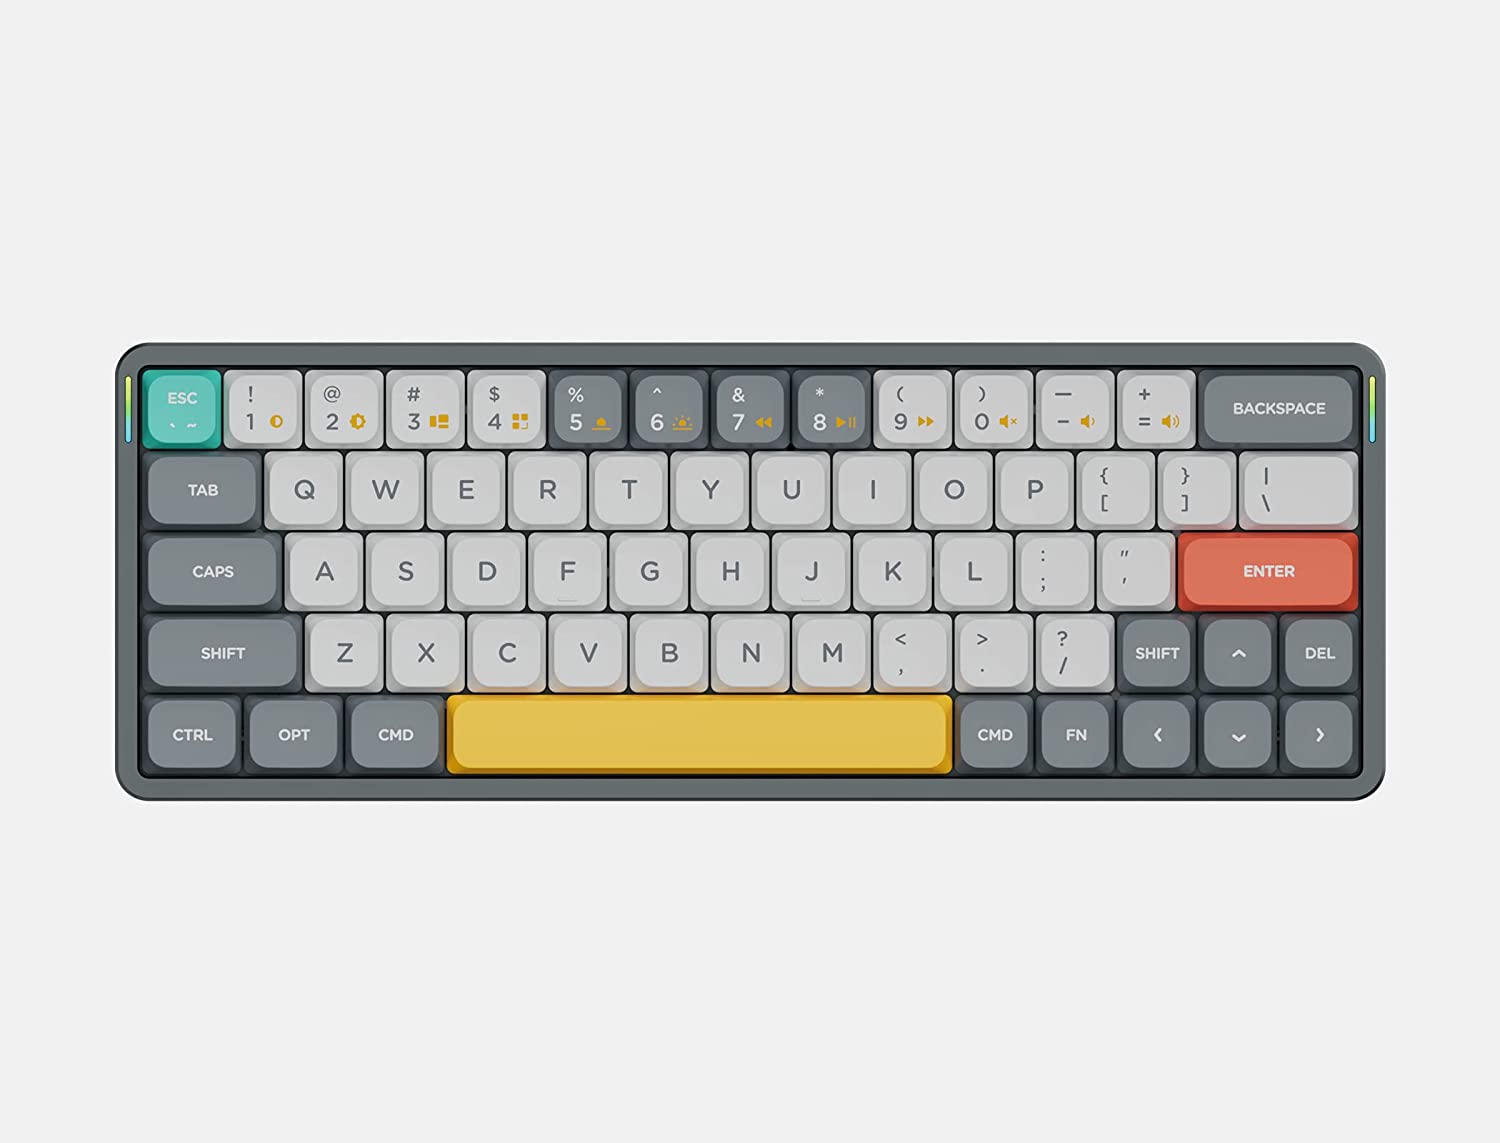 ESC ! @ # $ % ^ & * ( ) — +
` ~ 1 2 3 4 5 6 7 8 9 0 - = BACKSPACE
TAB Q W E R T Y U I O P { } |
[ ] \
CAPS A S D F G H J K L : " ENTER
; '
SHIFT Z X C V B N M < > ? SHIFT ^ DEL
, . /
CTRL OPT CMD CMD FN < ⌄ >